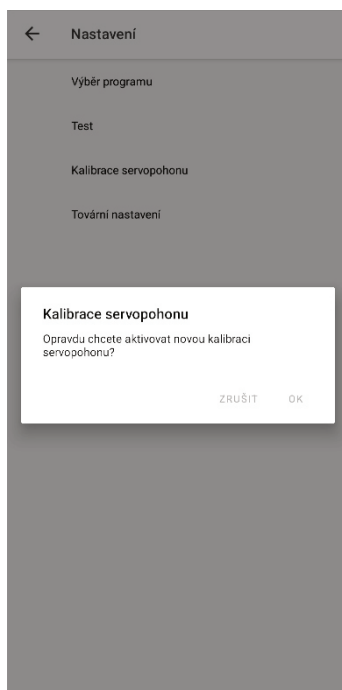 Nastavení
Výběr programu
Test
Kalibrace servopohonu
Tovární nastavení
Kalibrace servopohonu
Opravdu chcete aktivovat novou kalibraci
servopohonu?
ZRUŠIT OK